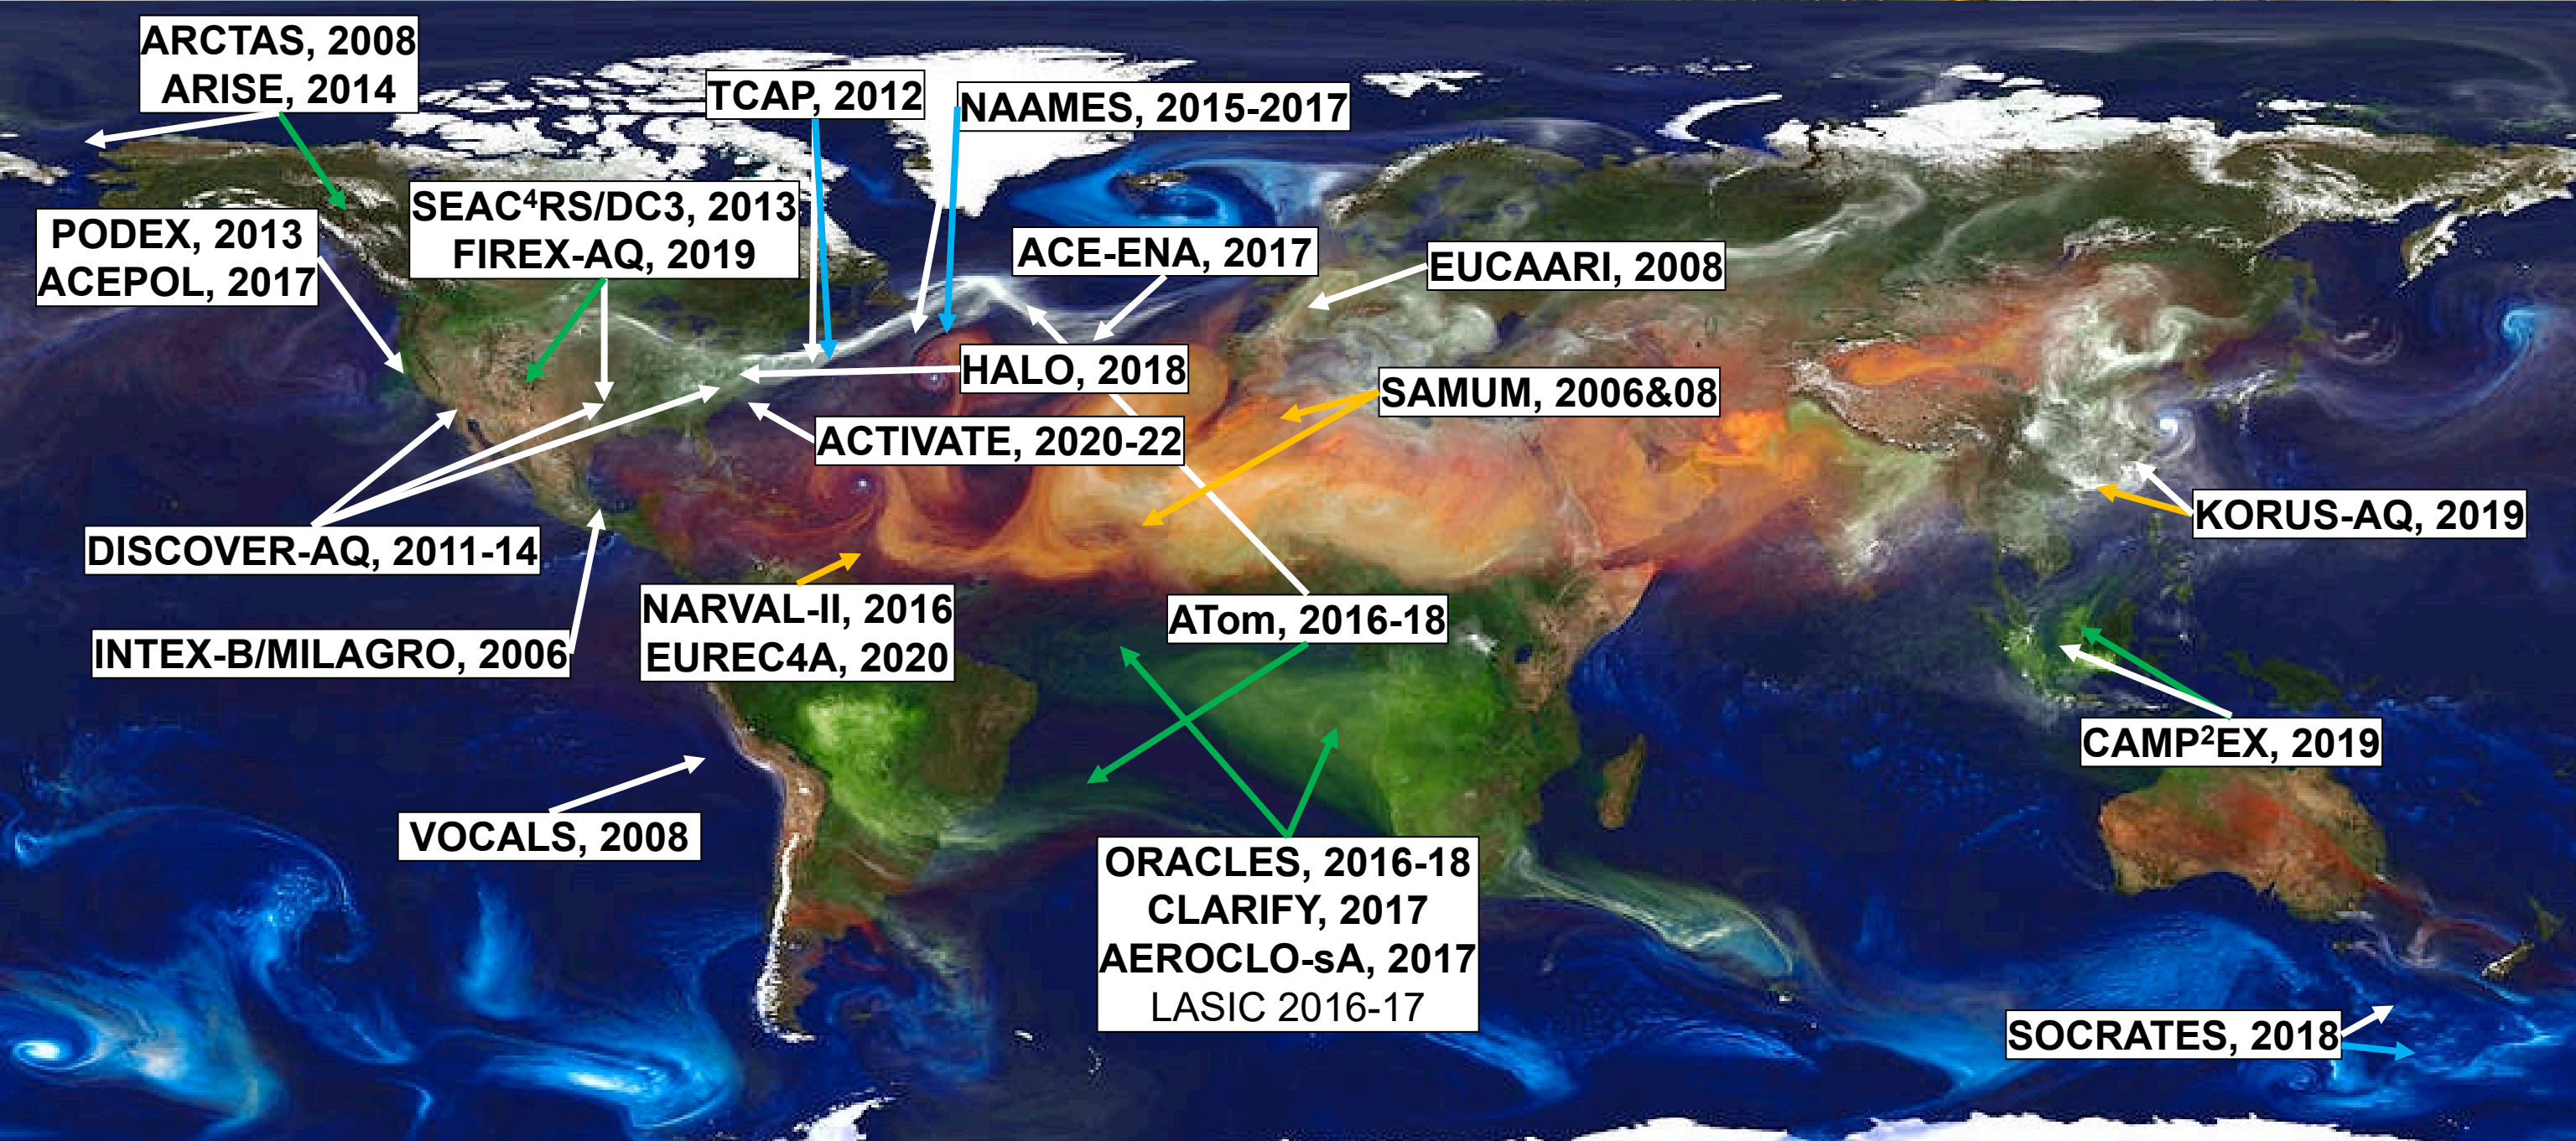 ARCTAS, 2008
ARISE, 2014
TCAP, 2012
NAAMES, 2015-2017
SEAC⁴RS/DC3, 2013
FIREX-AQ, 2019
PODEX, 2013
ACEPOL, 2017
ACE-ENA, 2017
EUCAARI, 2008
HALO, 2018
SAMUM, 2006&08
ACTIVATE, 2020-22
KORUS-AQ, 2019
DISCOVER-AQ, 2011-14
NARVAL-II, 2016
EUREC4A, 2020
ATom, 2016-18
INTEX-B/MILAGRO, 2006
CAMP²EX, 2019
VOCALS, 2008
ORACLES, 2016-18
CLARIFY, 2017
AEROCLO-sA, 2017
LASIC 2016-17
SOCRATES, 2018